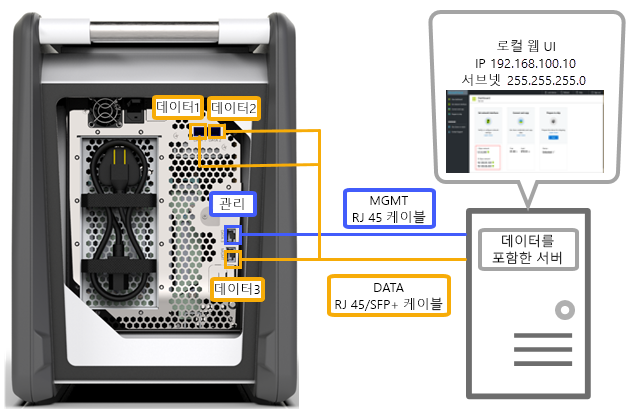 로컬 웹 UI
IP 192.168.100.10
서브넷 255.255.255.0
데이터1
데이터2
관리
MGMT
RJ 45 케이블
데이터를
포함한 서버
데이터3
DATA
RJ 45/SFP+ 케이블